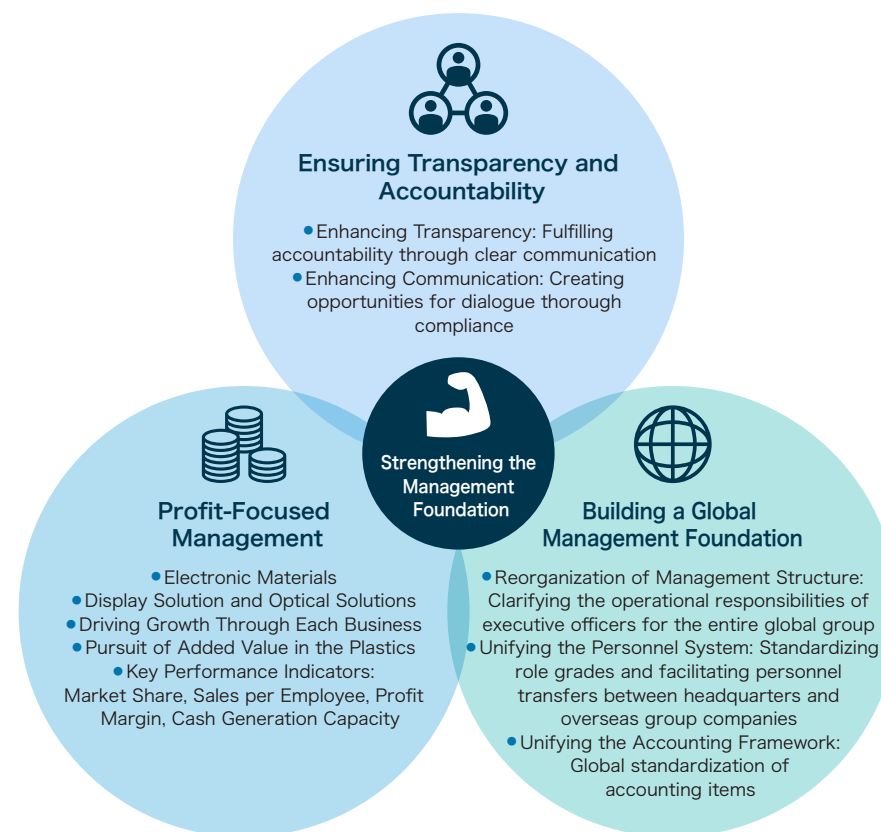 Ensuring Transparency and
Accountability
●Enhancing Transparency: Fulfilling
accountability through clear communication
●Enhancing Communication: Creating
opportunities for dialogue thorough
compliance
Strengthening the
Management
Foundation
Profit-Focused
Management
●Electronic Materials
●Display Solution and Optical Solutions
●Driving Growth Through Each Business
●Pursuit of Added Value in the Plastics
●Key Performance Indicators:
Market Share, Sales per Employee, Profit
Margin, Cash Generation Capacity
Building a Global
Management Foundation
●Reorganization of Management Structure:
Clarifying the operational responsibilities of
executive officers for the entire global group
●Unifying the Personnel System: Standardizing
role grades and facilitating personnel
transfers between headquarters and
overseas group companies
●Unifying the Accounting Framework:
Global standardization of
accounting items